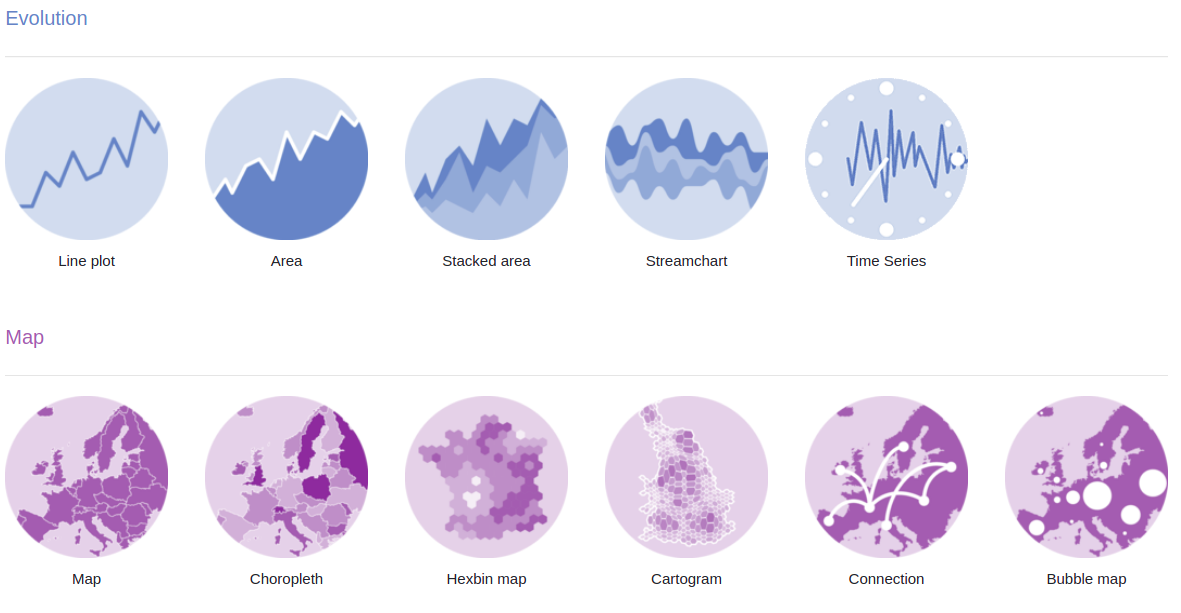 Evolution
Line plot
Area
Stacked area
Streamchart
Time Series
Map
Map
Choropleth
Hexbin map
Cartogram
Connection
Bubble map